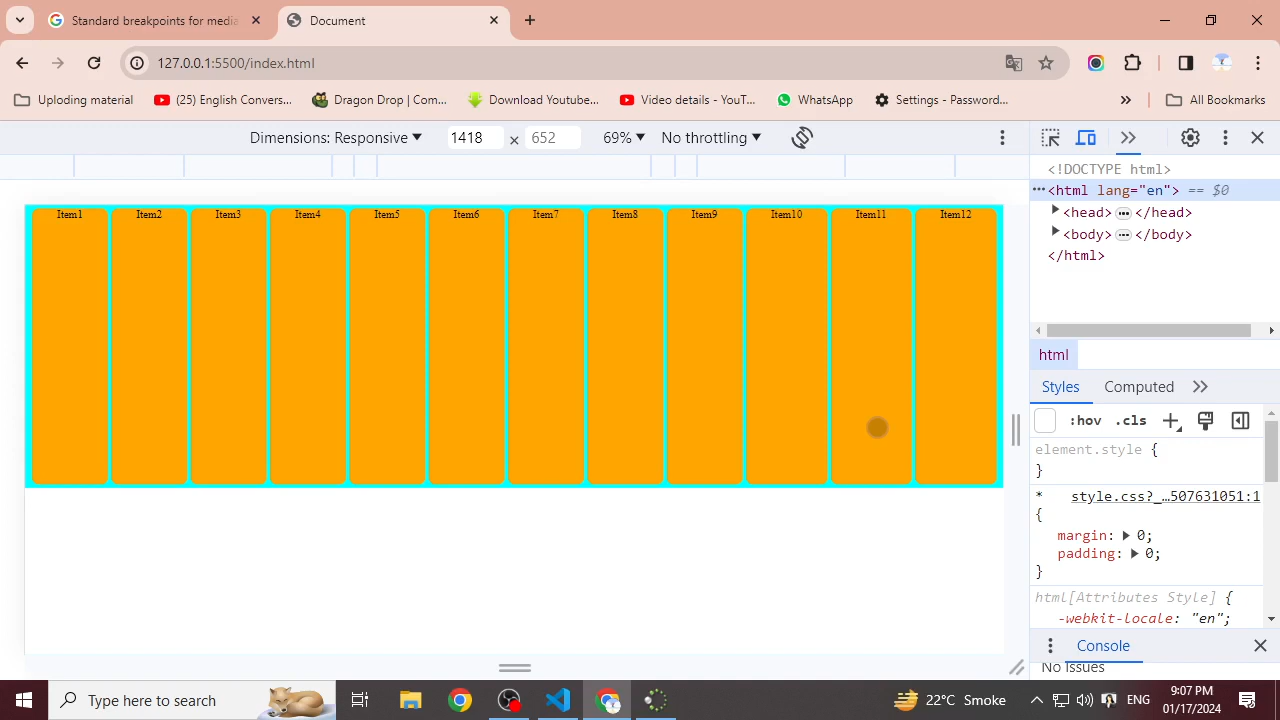 Standard breakpoints for media
Document
127.0.0.1:5500/index.html
Uploding material
(25) English Convers...
Dragon Drop | Com...
Download Youtube...
Video details - YouT...
WhatsApp
Settings - Password...
All Bookmarks
Dimensions: Responsive
1418 × 652
69%
No throttling
<!DOCTYPE html>
<html lang="en"> == $0
<head> ... </head>
<body> ... </body>
</html>
Item1 Item2 Item3 Item4 Item5 Item6 Item7 Item8 Item9 Item10 Item11 Item12
html
Styles Computed
:hov .cls
element.style {
}
* style.css?_…507631051:1
{
margin: 0;
padding: 0;
}
html[Attributes Style] {
-webkit-locale: "en";
Console
No Issues
Type here to search
22°C Smoke
ENG
9:07 PM
01/17/2024